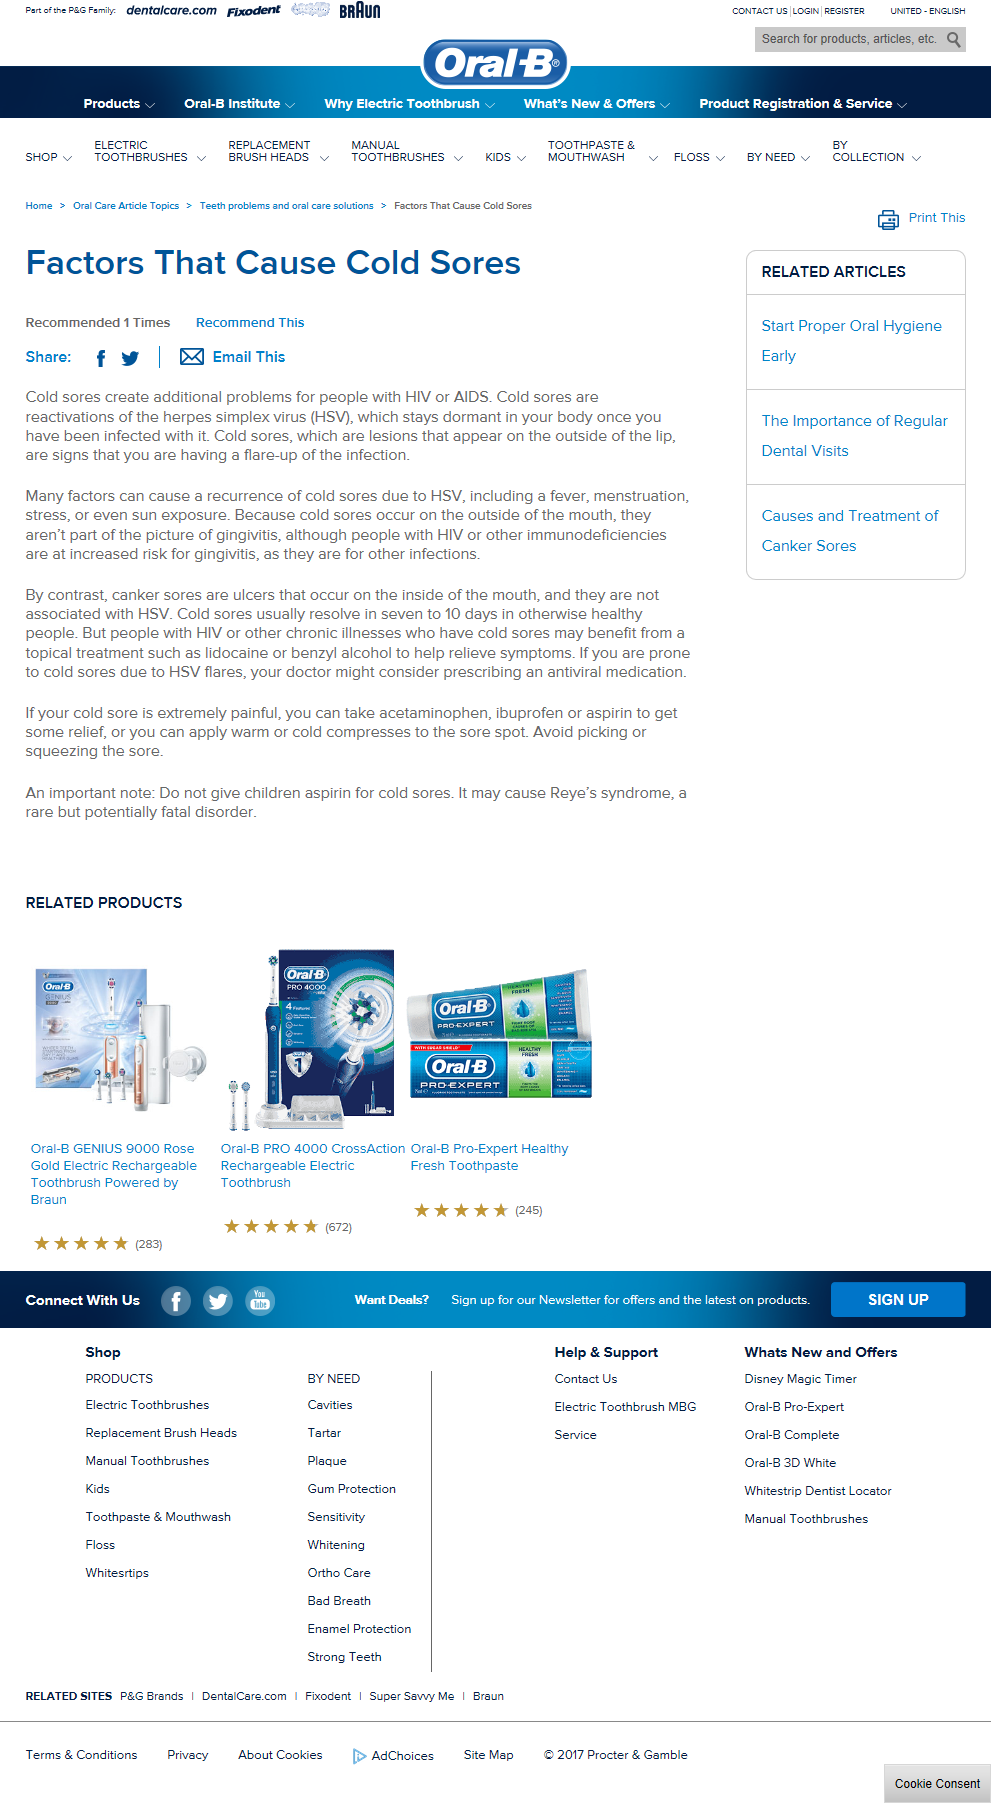 Part of the P&G Family:
dentalcare.com
Fixodent
BRAUN
CONTACT US | LOGIN | REGISTER
UNITED - ENGLISH
Search for products, articles, etc.
Oral-B®
Products
Oral-B Institute
Why Electric Toothbrush
What's New & Offers
Product Registration & Service
SHOP
ELECTRIC
TOOTHBRUSHES
REPLACEMENT
BRUSH HEADS
MANUAL
TOOTHBRUSHES
KIDS
TOOTHPASTE &
MOUTHWASH
FLOSS
BY NEED
BY
COLLECTION
Home > Oral Care Article Topics > Teeth problems and oral care solutions > Factors That Cause Cold Sores
Print This
Factors That Cause Cold Sores
Recommended 1 Times
Recommend This
Share:
Email This
Cold sores create additional problems for people with HIV or AIDS. Cold sores are
reactivations of the herpes simplex virus (HSV), which stays dormant in your body once you
have been infected with it. Cold sores, which are lesions that appear on the outside of the lip,
are signs that you are having a flare-up of the infection.
Many factors can cause a recurrence of cold sores due to HSV, including a fever, menstruation,
stress, or even sun exposure. Because cold sores occur on the outside of the mouth, they
aren't part of the picture of gingivitis, although people with HIV or other immunodeficiencies
are at increased risk for gingivitis, as they are for other infections.
By contrast, canker sores are ulcers that occur on the inside of the mouth, and they are not
associated with HSV. Cold sores usually resolve in seven to 10 days in otherwise healthy
people. But people with HIV or other chronic illnesses who have cold sores may benefit from a
topical treatment such as lidocaine or benzyl alcohol to help relieve symptoms. If you are prone
to cold sores due to HSV flares, your doctor might consider prescribing an antiviral medication.
If your cold sore is extremely painful, you can take acetaminophen, ibuprofen or aspirin to get
some relief, or you can apply warm or cold compresses to the sore spot. Avoid picking or
squeezing the sore.
An important note: Do not give children aspirin for cold sores. It may cause Reye's syndrome, a
rare but potentially fatal disorder.
RELATED ARTICLES
Start Proper Oral Hygiene
Early
The Importance of Regular
Dental Visits
Causes and Treatment of
Canker Sores
RELATED PRODUCTS
Oral-B
GENIUS
Oral-B
PRO 4000
4 Features
1
Oral-B
PRO-EXPERT
HEALTHY
FRESH
WITH SUGAR SHIELD
Oral-B
PRO-EXPERT
HEALTHY
FRESH
Oral-B GENIUS 9000 Rose
Gold Electric Rechargeable
Toothbrush Powered by
Braun
(283)
Oral-B PRO 4000 CrossAction
Rechargeable Electric
Toothbrush
(672)
Oral-B Pro-Expert Healthy
Fresh Toothpaste
(245)
Connect With Us
You
Tube
Want Deals?
Sign up for our Newsletter for offers and the latest on products.
SIGN UP
Shop
PRODUCTS
Electric Toothbrushes
Replacement Brush Heads
Manual Toothbrushes
Kids
Toothpaste & Mouthwash
Floss
Whitesrtips
BY NEED
Cavities
Tartar
Plaque
Gum Protection
Sensitivity
Whitening
Ortho Care
Bad Breath
Enamel Protection
Strong Teeth
Help & Support
Contact Us
Electric Toothbrush MBG
Service
Whats New and Offers
Disney Magic Timer
Oral-B Pro-Expert
Oral-B Complete
Oral-B 3D White
Whitestrip Dentist Locator
Manual Toothbrushes
RELATED SITES P&G Brands | DentalCare.com | Fixodent | Super Savvy Me | Braun
Terms & Conditions
Privacy
About Cookies
AdChoices
Site Map
© 2017 Procter & Gamble
Cookie Consent